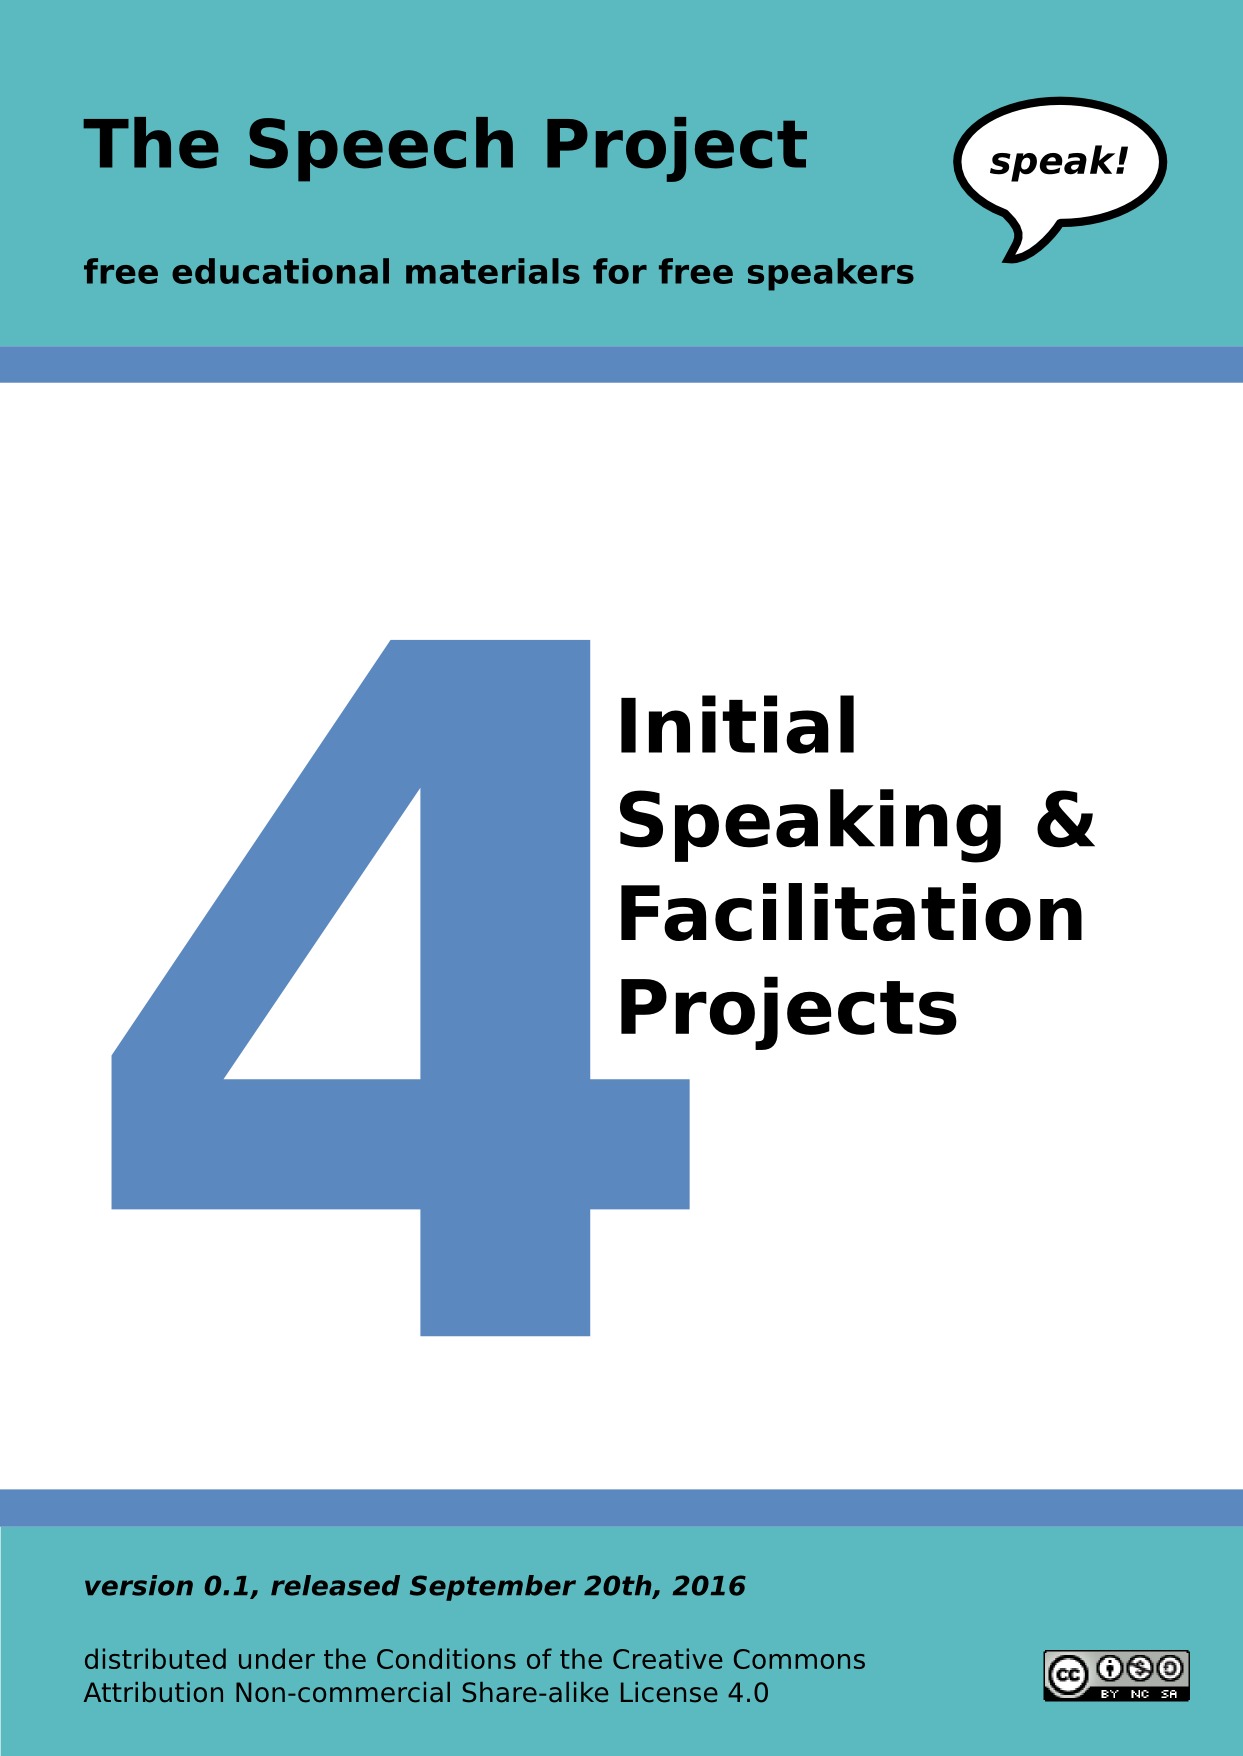 The Speech Project
speak!
free educational materials for free speakers
4
Initial
Speaking &
Facilitation
Projects
version 0.1, released September 20th, 2016
distributed under the Conditions of the Creative Commons
Attribution Non-commercial Share-alike License 4.0
cc
BY NC SA